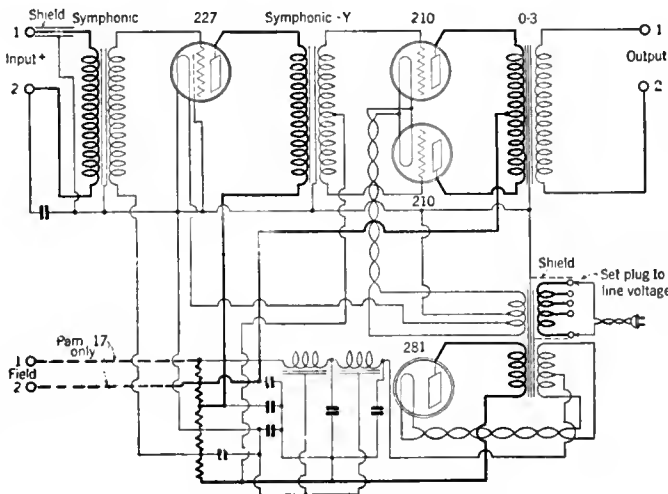 Shield
Symphonic
227
Symphonic - Y
210
0-3
1
Input +
2
1
Output
2
210
Shield
Set plug to
line voltage
Pam 17
only
1
Field
2
281